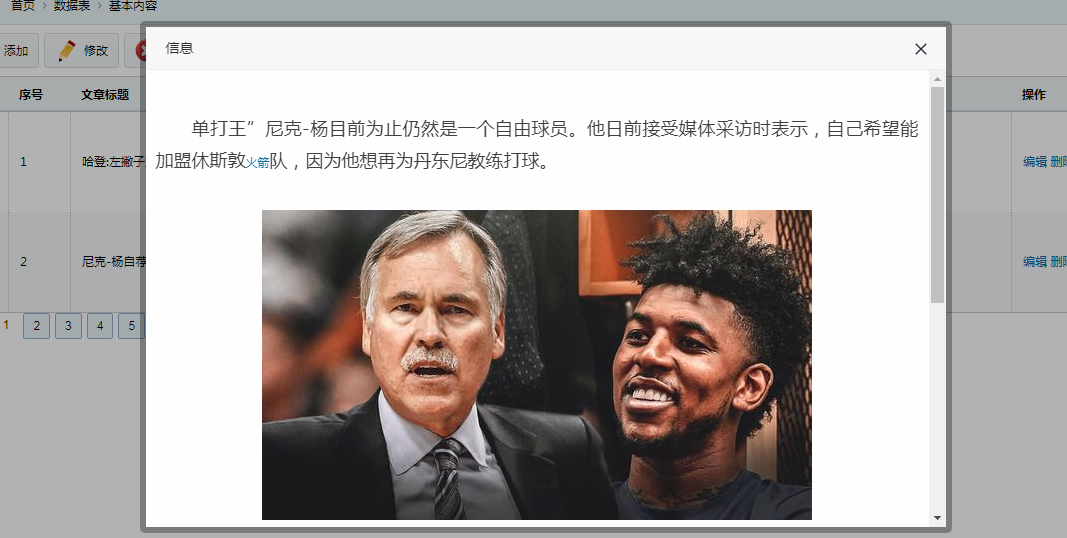 首页 > 数据表 > 基本内容
添加 修改
信息
序号 文章标题 操作
单打王”尼克-杨目前为止仍然是一个自由球员。他日前接受媒体采访时表示，自己希望能
加盟休斯敦火箭队，因为他想再为丹东尼教练打球。
1 哈登:左撇子 编辑 删除
2 尼克-杨自荐 编辑 删除
1 2 3 4 5